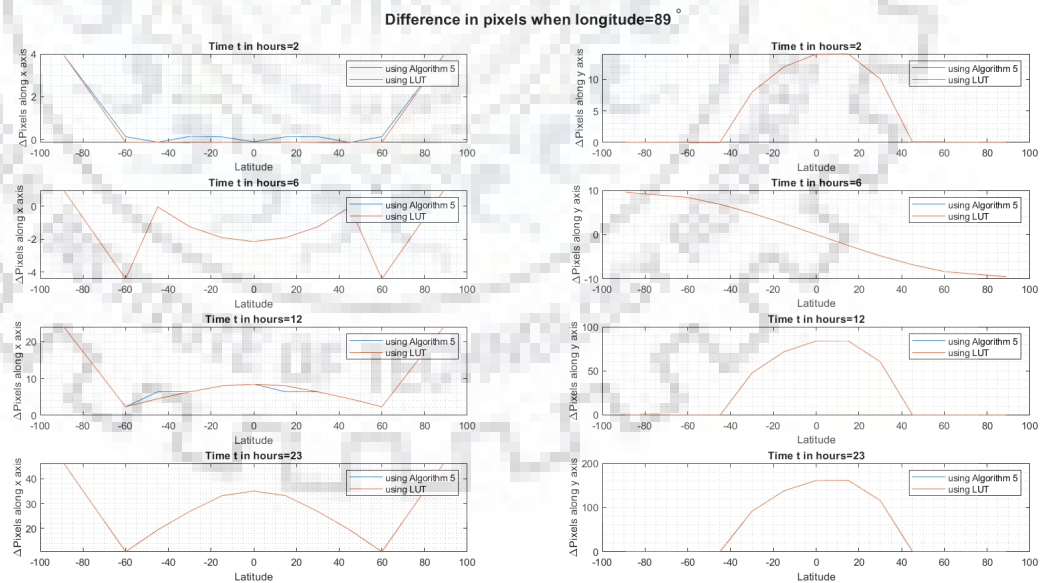 Difference in pixels when longitude=89°
Time t in hours=2
ΔPixels along x axis
4
2
0
using Algorithm 5
using LUT
-100 -80 -60 -40 -20 0 20 40 60 80 100
Latitude
Time t in hours=2
ΔPixels along y axis
10
5
0
using Algorithm 5
using LUT
-100 -80 -60 -40 -20 0 20 40 60 80 100
Latitude
Time t in hours=6
ΔPixels along x axis
0
-2
-4
using Algorithm 5
using LUT
-100 -80 -60 -40 -20 0 20 40 60 80 100
Latitude
Time t in hours=6
ΔPixels along y axis
10
0
-10
using Algorithm 5
using LUT
-100 -80 -60 -40 -20 0 20 40 60 80 100
Latitude
Time t in hours=12
ΔPixels along x axis
20
10
0
using Algorithm 5
using LUT
-100 -80 -60 -40 -20 0 20 40 60 80 100
Latitude
Time t in hours=12
ΔPixels along y axis
100
50
0
using Algorithm 5
using LUT
-100 -80 -60 -40 -20 0 20 40 60 80 100
Latitude
Time t in hours=23
ΔPixels along x axis
40
30
20
using Algorithm 5
using LUT
-100 -80 -60 -40 -20 0 20 40 60 80 100
Latitude
Time t in hours=23
ΔPixels along y axis
200
100
0
using Algorithm 5
using LUT
-100 -80 -60 -40 -20 0 20 40 60 80 100
Latitude